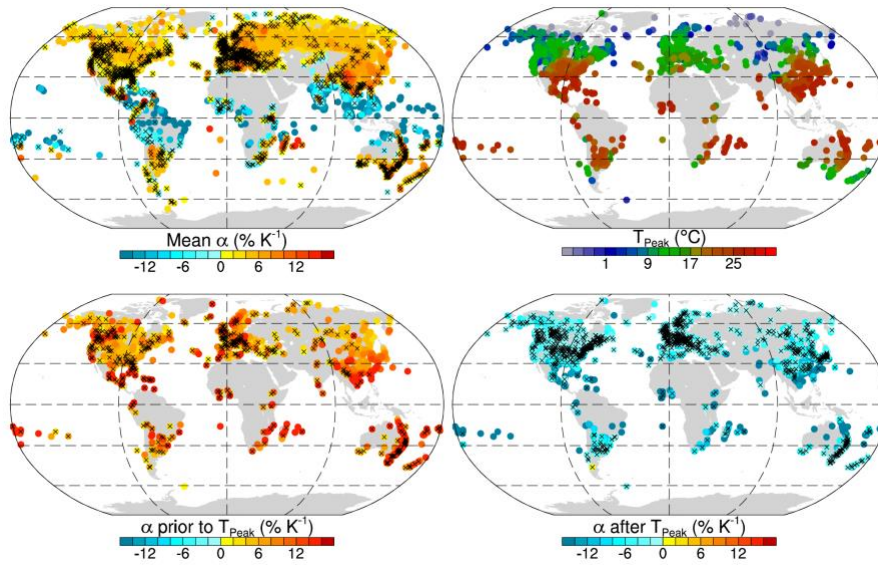 Mean α (% K⁻¹)
-12 -6 0 6 12
T_Peak (°C)
1 9 17 25
α prior to T_Peak (% K⁻¹)
-12 -6 0 6 12
α after T_Peak (% K⁻¹)
-12 -6 0 6 12